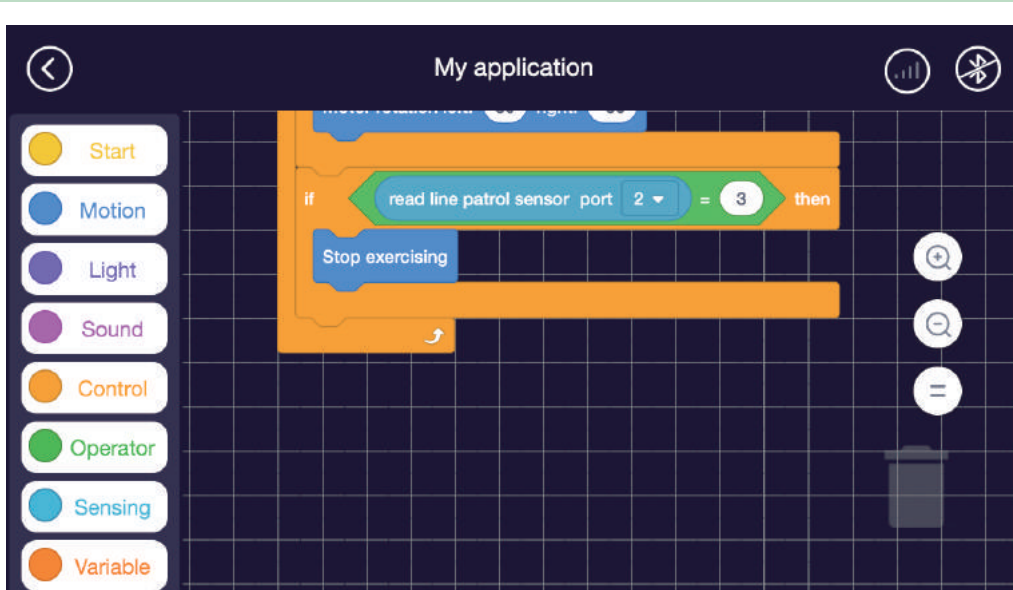 My application
Start
Motion
Light
Sound
Control
Operator
Sensing
Variable
if read line patrol sensor port 2 = 3 then
Stop exercising